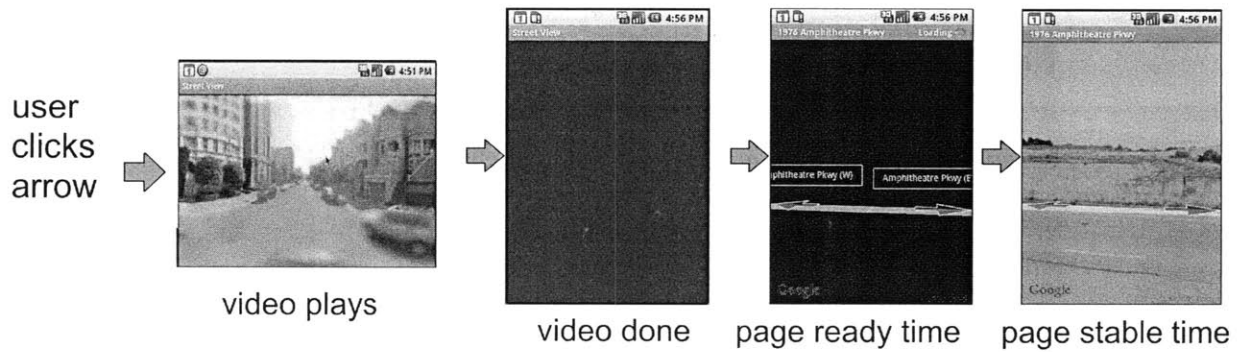 user
clicks
arrow
4:51 PM
Street View
video plays
4:56 PM
Street View
video done
4:56 PM
1976 Amphitheatre Pkwy Loading
phitheatre Pkwy (W)
Amphitheatre Pkwy (E
Google
page ready time
4:56 PM
1976 Amphitheatre Pkwy
Google
page stable time